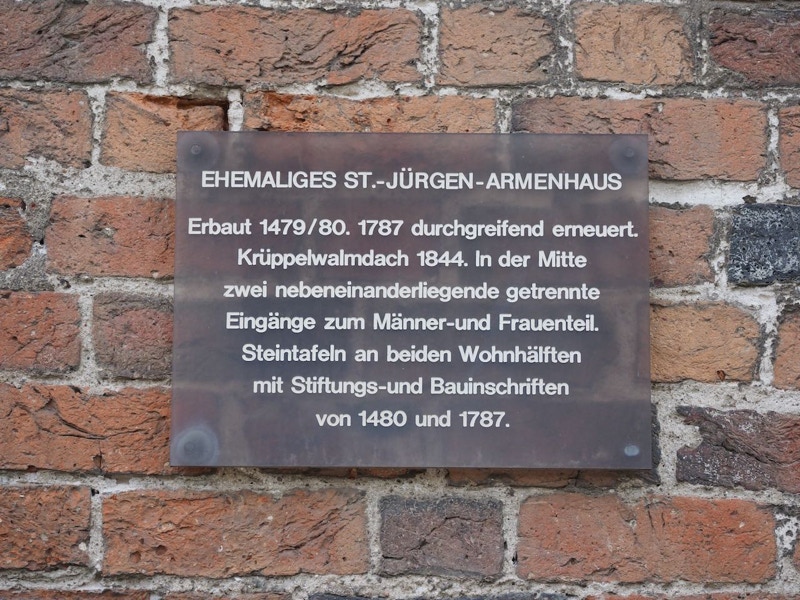 EHEMALIGES ST.-JÜRGEN-ARMENHAUS
Erbaut 1479/80. 1787 durchgreifend erneuert.
Krüppelwalmdach 1844. In der Mitte
zwei nebeneinanderliegende getrennte
Eingänge zum Männer-und Frauenteil.
Steintafeln an beiden Wohnhälften
mit Stiftungs-und Bauinschriften
von 1480 und 1787.